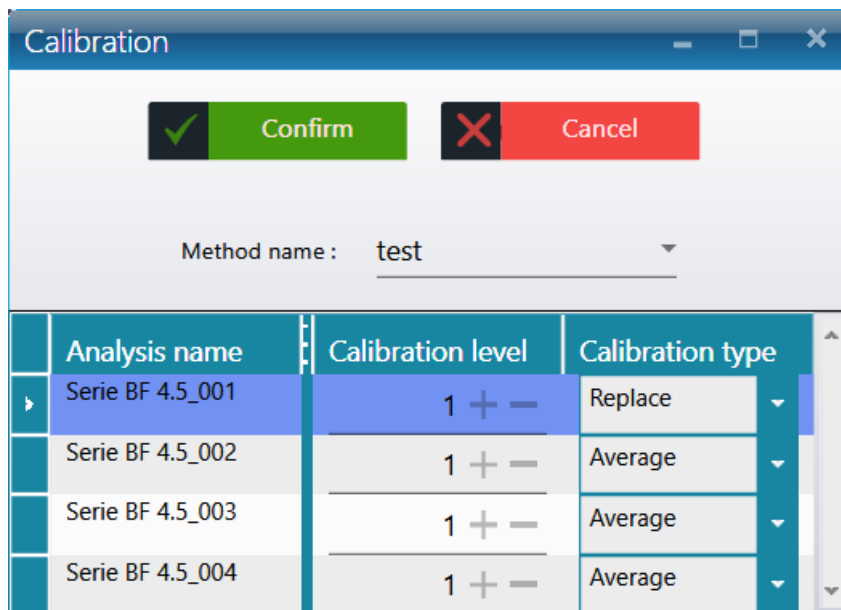 Calibration
Confirm Cancel
Method name : test
Analysis name Calibration level Calibration type
Serie BF 4.5_001 1 Replace
Serie BF 4.5_002 1 Average
Serie BF 4.5_003 1 Average
Serie BF 4.5_004 1 Average